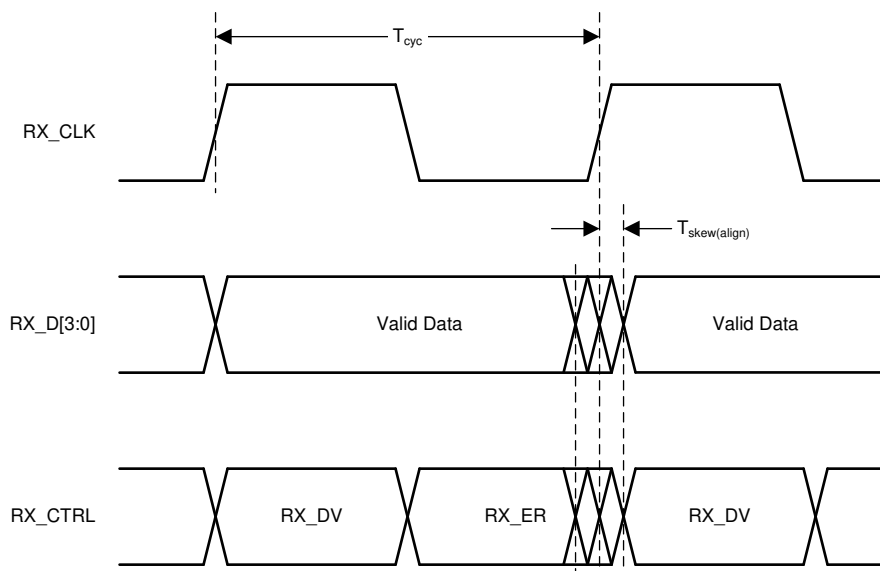 T_cyc
RX_CLK
T_skew(align)
RX_D[3:0]
Valid Data
Valid Data
RX_CTRL
RX_DV
RX_ER
RX_DV